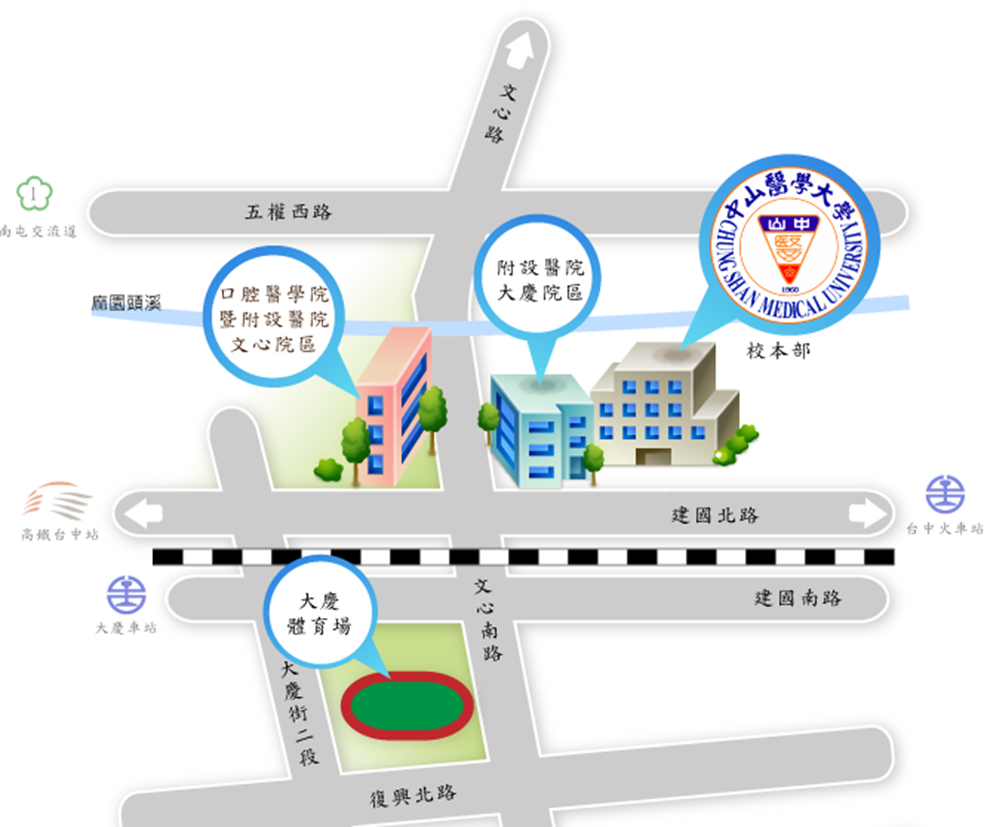 文心路
五權西路
1
南屯交流道
中山醫學大學
CHUNG SHAN MEDICAL UNIVERSITY
山中
1960
校本部
附設醫院
大慶院區
口腔醫學院
暨附設醫院
文心院區
麻園頭溪
建國北路
高鐵台中站
台中火車站
大慶車站
建國南路
文心南路
大慶
體育場
大慶街二段
復興北路